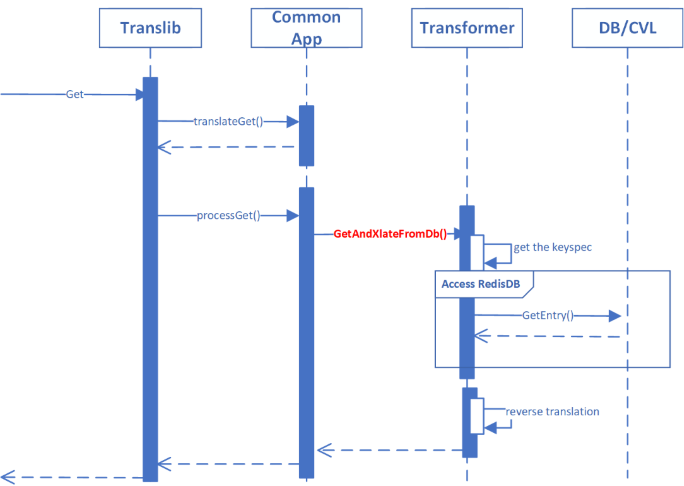 Translib
Common
App
Transformer
DB/CVL
Get
translateGet()
processGet()
GetAndXlateFromDb()
get the keyspec
Access RedisDB
GetEntry()
reverse translation